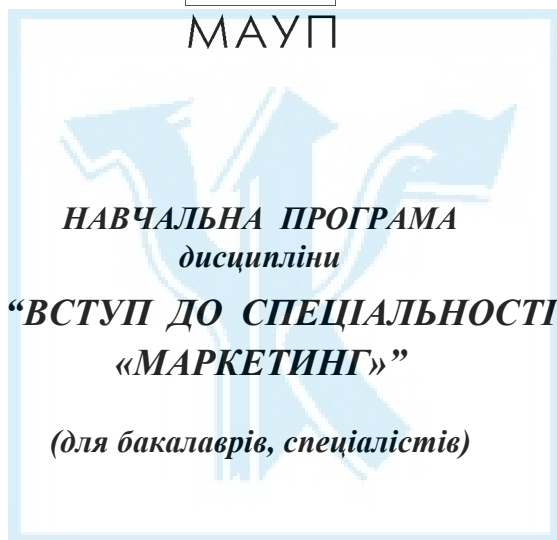 МАУП
НАВЧАЛЬНА ПРОГРАМА
дисципліни
“ВСТУП ДО СПЕЦІАЛЬНОСТІ
«МАРКЕТИНГ»”
(для бакалаврів, спеціалістів)